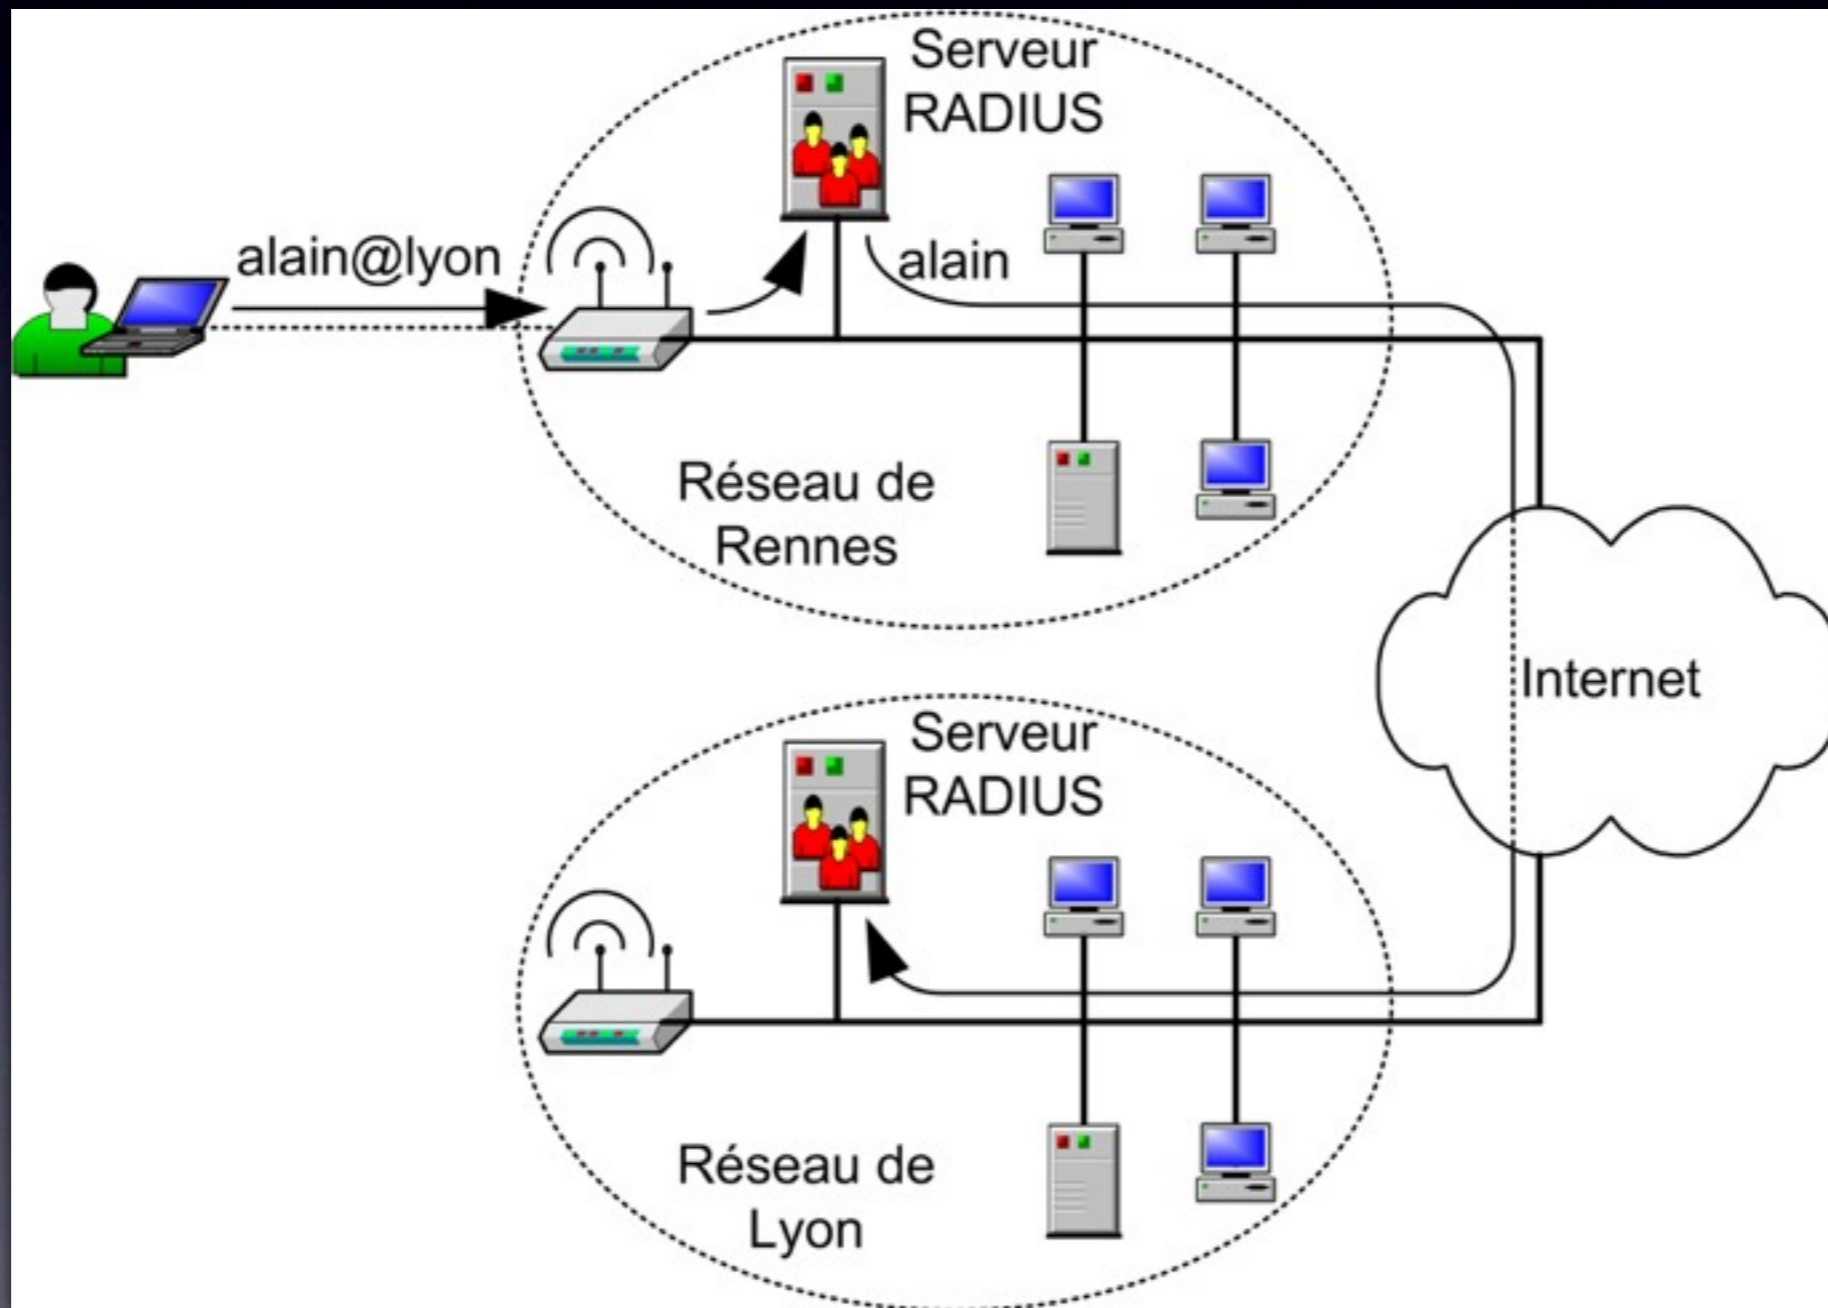 Serveur
RADIUS
alain@lyon
alain
Réseau de
Rennes
Internet
Serveur
RADIUS
Réseau de
Lyon